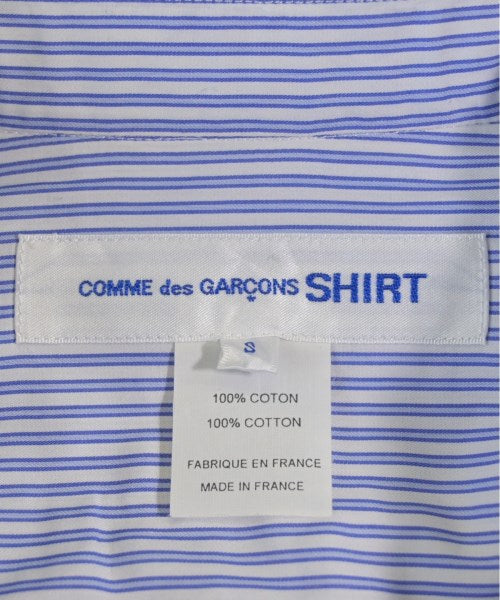 COMME des GARÇONS SHIRT
S
100% COTON
100% COTTON
FABRIQUE EN FRANCE
MADE IN FRANCE